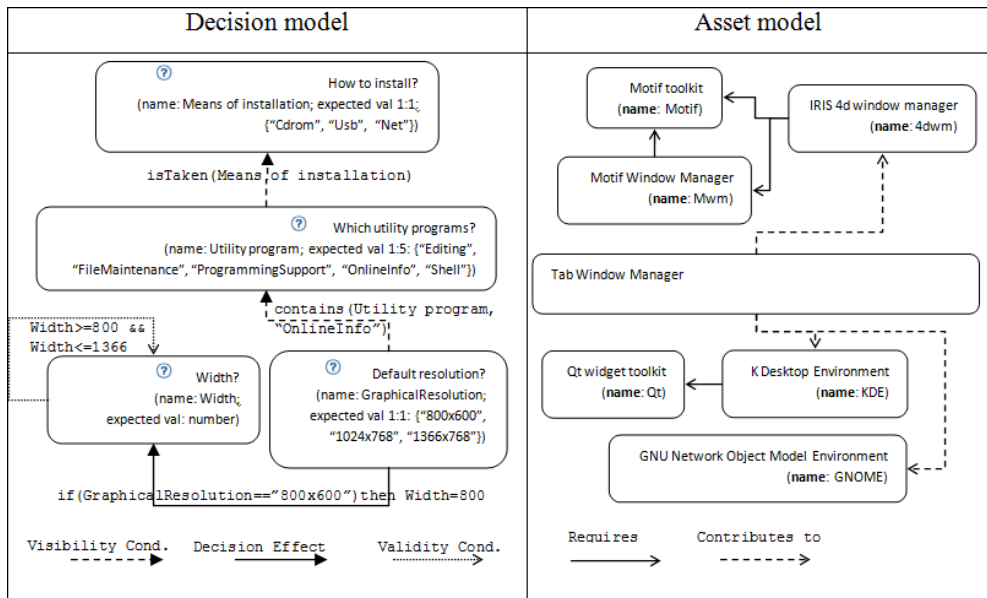 Decision model
How to install?
(name: Means of installation; expected val 1:1;
{“Cdrom”, “Usb”, “Net”})
isTaken(Means of installation)
Which utility programs?
(name: Utility program; expected val 1:5: {“Editing”,
“FileMaintenance”, “ProgrammingSupport”, “OnlineInfo”, “Shell”})
contains(Utility program,
“OnlineInfo”)
Width>=800 &&
Width<=1366
Width?
(name: Width;
expected val: number)
Default resolution?
(name: GraphicalResolution;
expected val 1:1: {“800x600”,
“1024x768”, “1366x768”})
if(GraphicalResolution==”800x600”)then Width=800
Visibility Cond.
Decision Effect
Validity Cond.
Asset model
Motif toolkit
(name: Motif)
IRIS 4d window manager
(name: 4dwm)
Motif Window Manager
(name: Mwm)
Tab Window Manager
Qt widget toolkit
(name: Qt)
K Desktop Environment
(name: KDE)
GNU Network Object Model Environment
(name: GNOME)
Requires
Contributes to